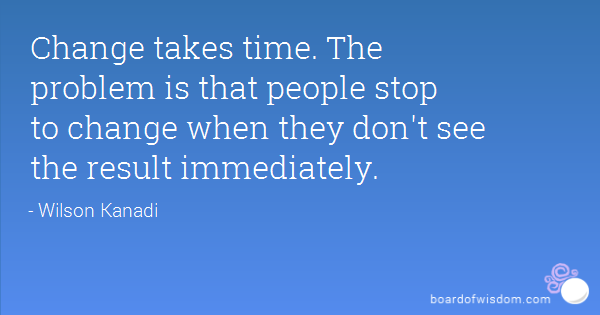 Change takes time. The
problem is that people stop
to change when they don't see
the result immediately.
- Wilson Kanadi
boardofwisdom.com